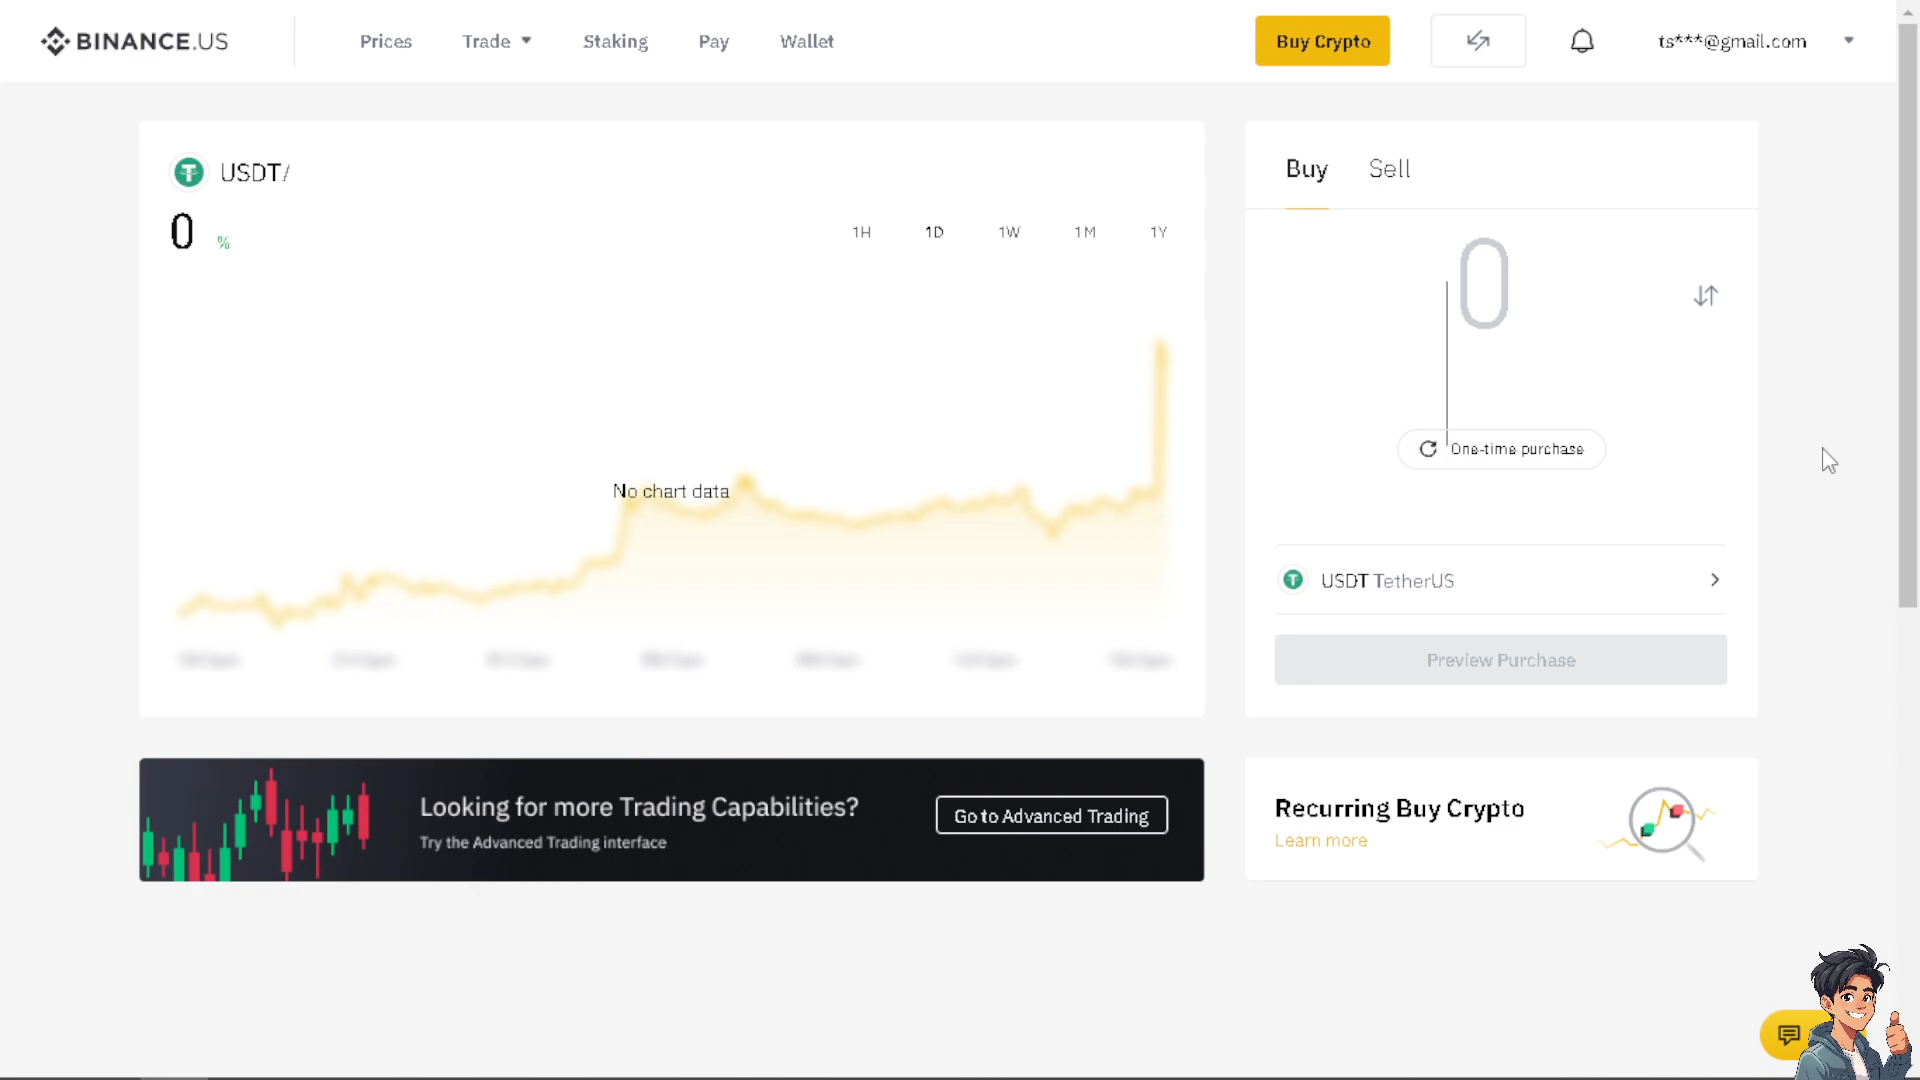 BINANCE.US
Prices
Trade
Staking
Pay
Wallet
Buy Crypto
ts***@gmail.com
USDT/
0 %
1H 1D 1W 1M 1Y
No chart data
Buy Sell
0
One-time purchase
USDT TetherUS
Preview Purchase
Looking for more Trading Capabilities?
Try the Advanced Trading interface
Go to Advanced Trading
Recurring Buy Crypto
Learn more